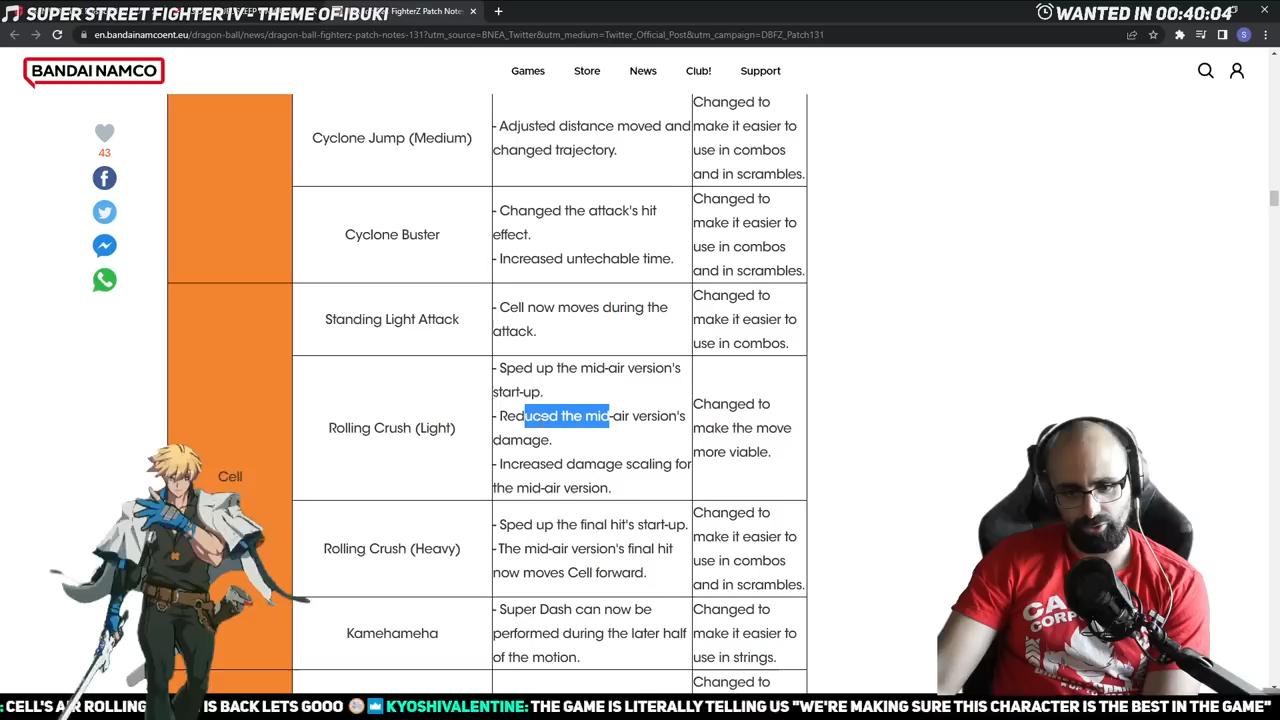 SUPER STREET FIGHTER IV - THEME OF IBUKI
FighterZ Patch Note
WANTED IN 00:40:04
en.bandainamcoent.eu/dragon-ball/news/dragon-ball-fighterz-patch-notes-131?utm_source=BNEA_Twitter&utm_medium=Twitter_Official_Post&utm_campaign=DBFZ_Patch131
BANDAI NAMCO
Games
Store
News
Club!
Support
43
Cyclone Jump (Medium)
- Adjusted distance moved and
changed trajectory.
Changed to
make it easier to
use in combos
and in scrambles.
Cyclone Buster
- Changed the attack's hit
effect.
- Increased untechable time.
Changed to
make it easier to
use in combos
and in scrambles.
Cell
Standing Light Attack
- Cell now moves during the
attack.
Changed to
make it easier to
use in combos.
Rolling Crush (Light)
- Sped up the mid-air version's
start-up.
- Reduced the mid-air version's
damage.
- Increased damage scaling for
the mid-air version.
Changed to
make the move
more viable.
Rolling Crush (Heavy)
- Sped up the final hit's start-up.
- The mid-air version's final hit
now moves Cell forward.
Changed to
make it easier to
use in combos
and in scrambles.
Kamehameha
- Super Dash can now be
performed during the later half
of the motion.
Changed to
make it easier to
use in strings.
Changed to
: CELL'S AIR ROLLING IS BACK LETS GOOO KYOSHIVALENTINE: THE GAME IS LITERALLY TELLING US "WE'RE MAKING SURE THIS CHARACTER IS THE BEST IN THE GAME"